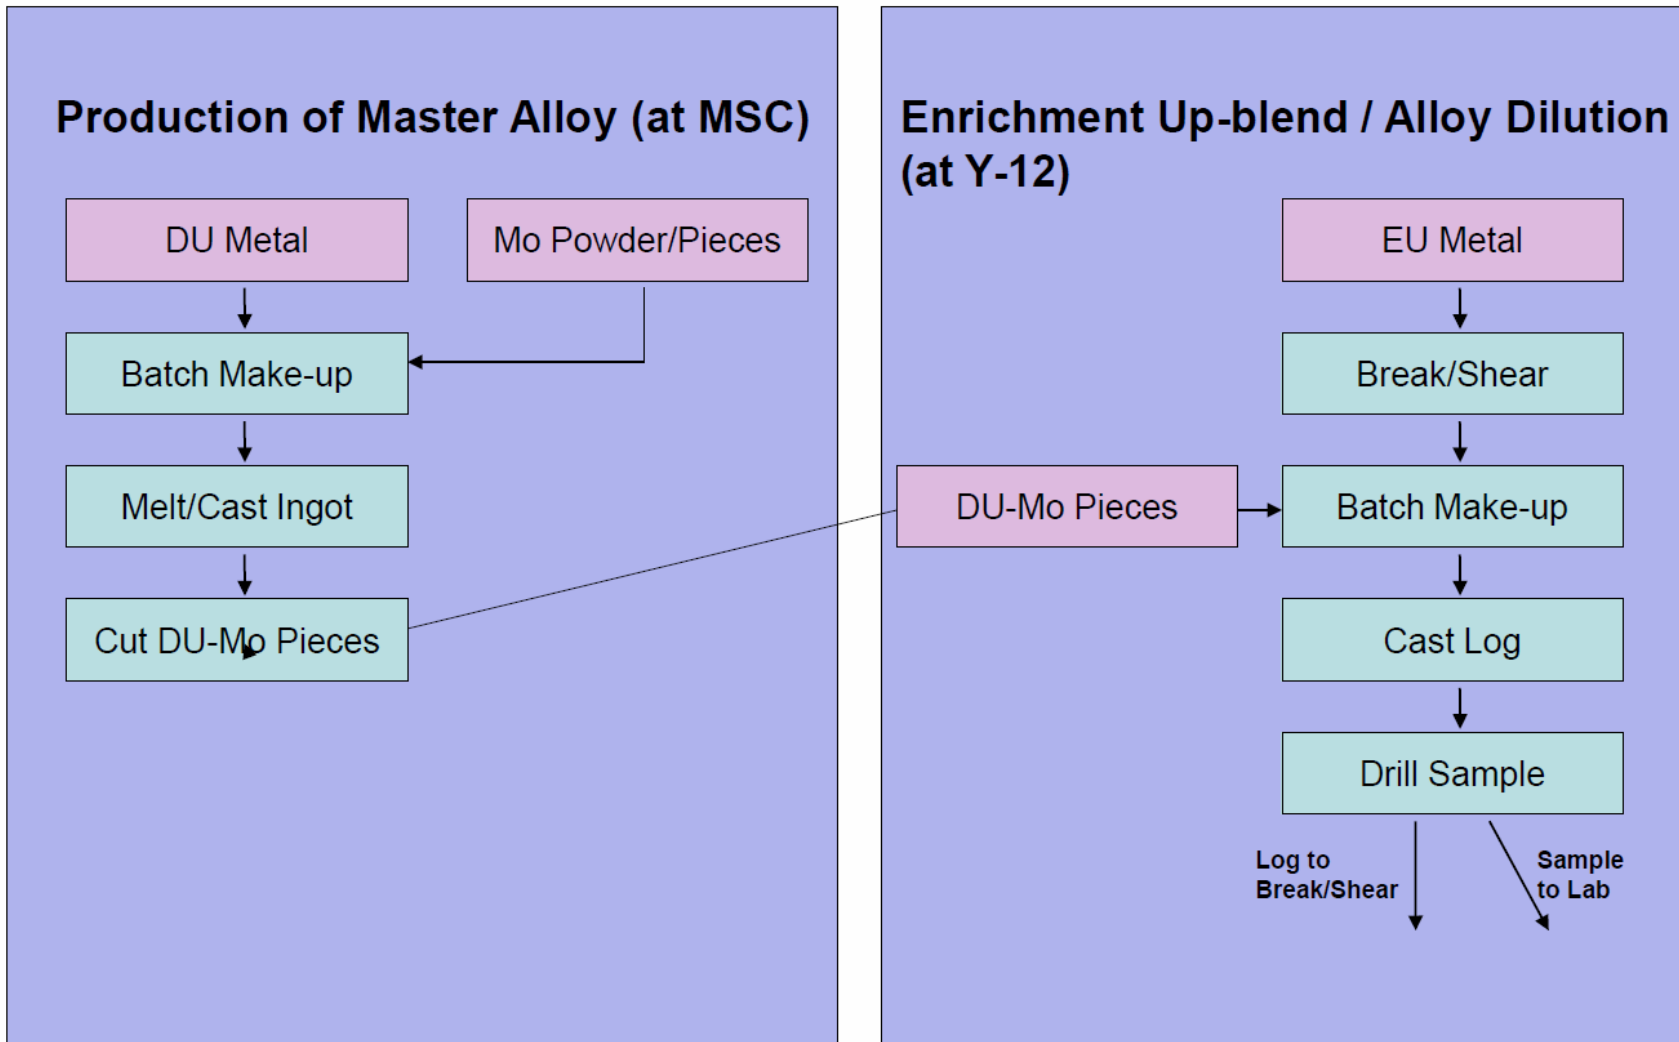 Production of Master Alloy (at MSC)
DU Metal
Mo Powder/Pieces
Batch Make-up
Melt/Cast Ingot
Cut DU-Mo Pieces
Enrichment Up-blend / Alloy Dilution
(at Y-12)
EU Metal
Break/Shear
DU-Mo Pieces
Batch Make-up
Cast Log
Drill Sample
Log to
Break/Shear
Sample
to Lab